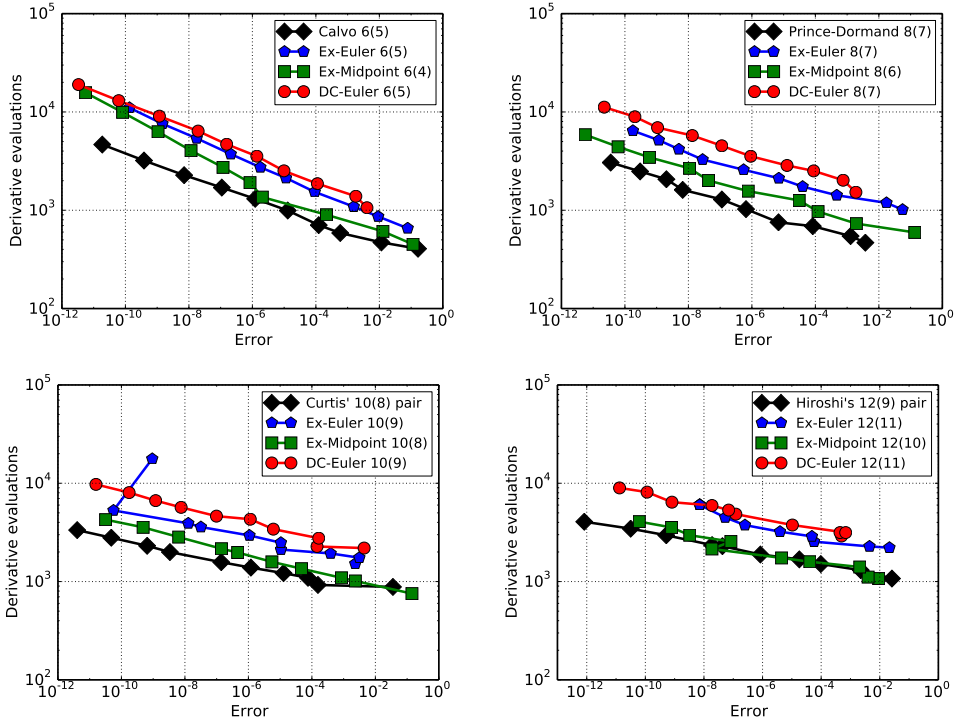 10^5
10^4
10^3
10^2
Derivative evaluations
Calvo 6(5)
Ex-Euler 6(5)
Ex-Midpoint 6(4)
DC-Euler 6(5)
10^-12 10^-10 10^-8 10^-6 10^-4 10^-2 10^0
Error
10^5
10^4
10^3
10^2
Derivative evaluations
Prince-Dormand 8(7)
Ex-Euler 8(7)
Ex-Midpoint 8(6)
DC-Euler 8(7)
10^-12 10^-10 10^-8 10^-6 10^-4 10^-2 10^0
Error
10^5
10^4
10^3
10^2
Derivative evaluations
Curtis' 10(8) pair
Ex-Euler 10(9)
Ex-Midpoint 10(8)
DC-Euler 10(9)
10^-12 10^-10 10^-8 10^-6 10^-4 10^-2 10^0
Error
10^5
10^4
10^3
10^2
Derivative evaluations
Hiroshi's 12(9) pair
Ex-Euler 12(11)
Ex-Midpoint 12(10)
DC-Euler 12(11)
10^-12 10^-10 10^-8 10^-6 10^-4 10^-2 10^0
Error